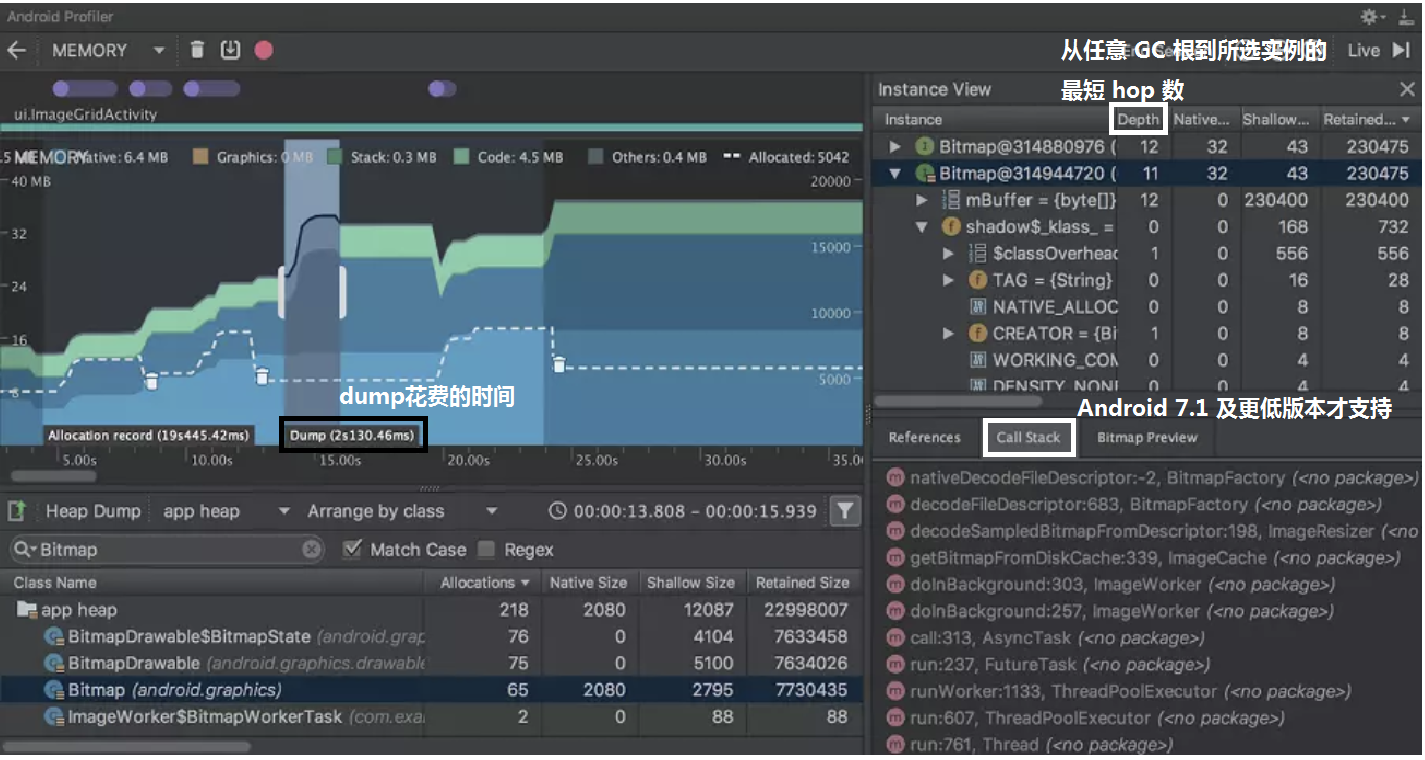 Android Profiler
MEMORY
Live
从任意 GC 根到所选实例的
最短 hop 数
ui.ImageGridActivity
MEMORY
Native: 6.4 MB
Graphics: 0 MB
Stack: 0.3 MB
Code: 4.5 MB
Others: 0.4 MB
Allocated: 5042
40 MB
20000
32
15000
24
10000
16
5000
8
dump花费的时间
Allocation record (19s445.42ms)
Dump (2s130.46ms)
5.00s
10.00s
15.00s
20.00s
25.00s
30.00s
35.0
Heap Dump
app heap
Arrange by class
00:00:13.808 - 00:00:15.939
Bitmap
Match Case
Regex
Class Name Allocations Native Size Shallow Size Retained Size
app heap 218 2080 12087 22998007
BitmapDrawable$BitmapState (android.grap 76 0 4104 7633458
BitmapDrawable (android.graphics.drawable 75 0 5100 7634026
Bitmap (android.graphics) 65 2080 2795 7730435
ImageWorker$BitmapWorkerTask (com.exa 2 0 88 88
Instance View
Instance Depth Native... Shallow... Retained...
Bitmap@314880976 ( 12 32 43 230475
Bitmap@314944720 ( 11 32 43 230475
mBuffer = {byte[]} 12 0 230400 230400
shadow$_klass_ = 0 0 168 732
$classOverhead 1 0 556 556
TAG = {String} 0 0 16 28
NATIVE_ALLOC 0 0 8 8
CREATOR = {Bi 1 0 8 8
WORKING_COM 0 0 4 4
DENSITY_NONE 0 0 4 4
Android 7.1 及更低版本才支持
References
Call Stack
Bitmap Preview
nativeDecodeFileDescriptor:-2, BitmapFactory (<no package>)
decodeFileDescriptor:683, BitmapFactory (<no package>)
decodeSampledBitmapFromDescriptor:198, ImageResizer (<no
getBitmapFromDiskCache:339, ImageCache (<no package>)
doInBackground:303, ImageWorker (<no package>)
doInBackground:257, ImageWorker (<no package>)
call:313, AsyncTask (<no package>)
run:237, FutureTask (<no package>)
runWorker:1133, ThreadPoolExecutor (<no package>)
run:607, ThreadPoolExecutor (<no package>)
run:761, Thread (<no package>)